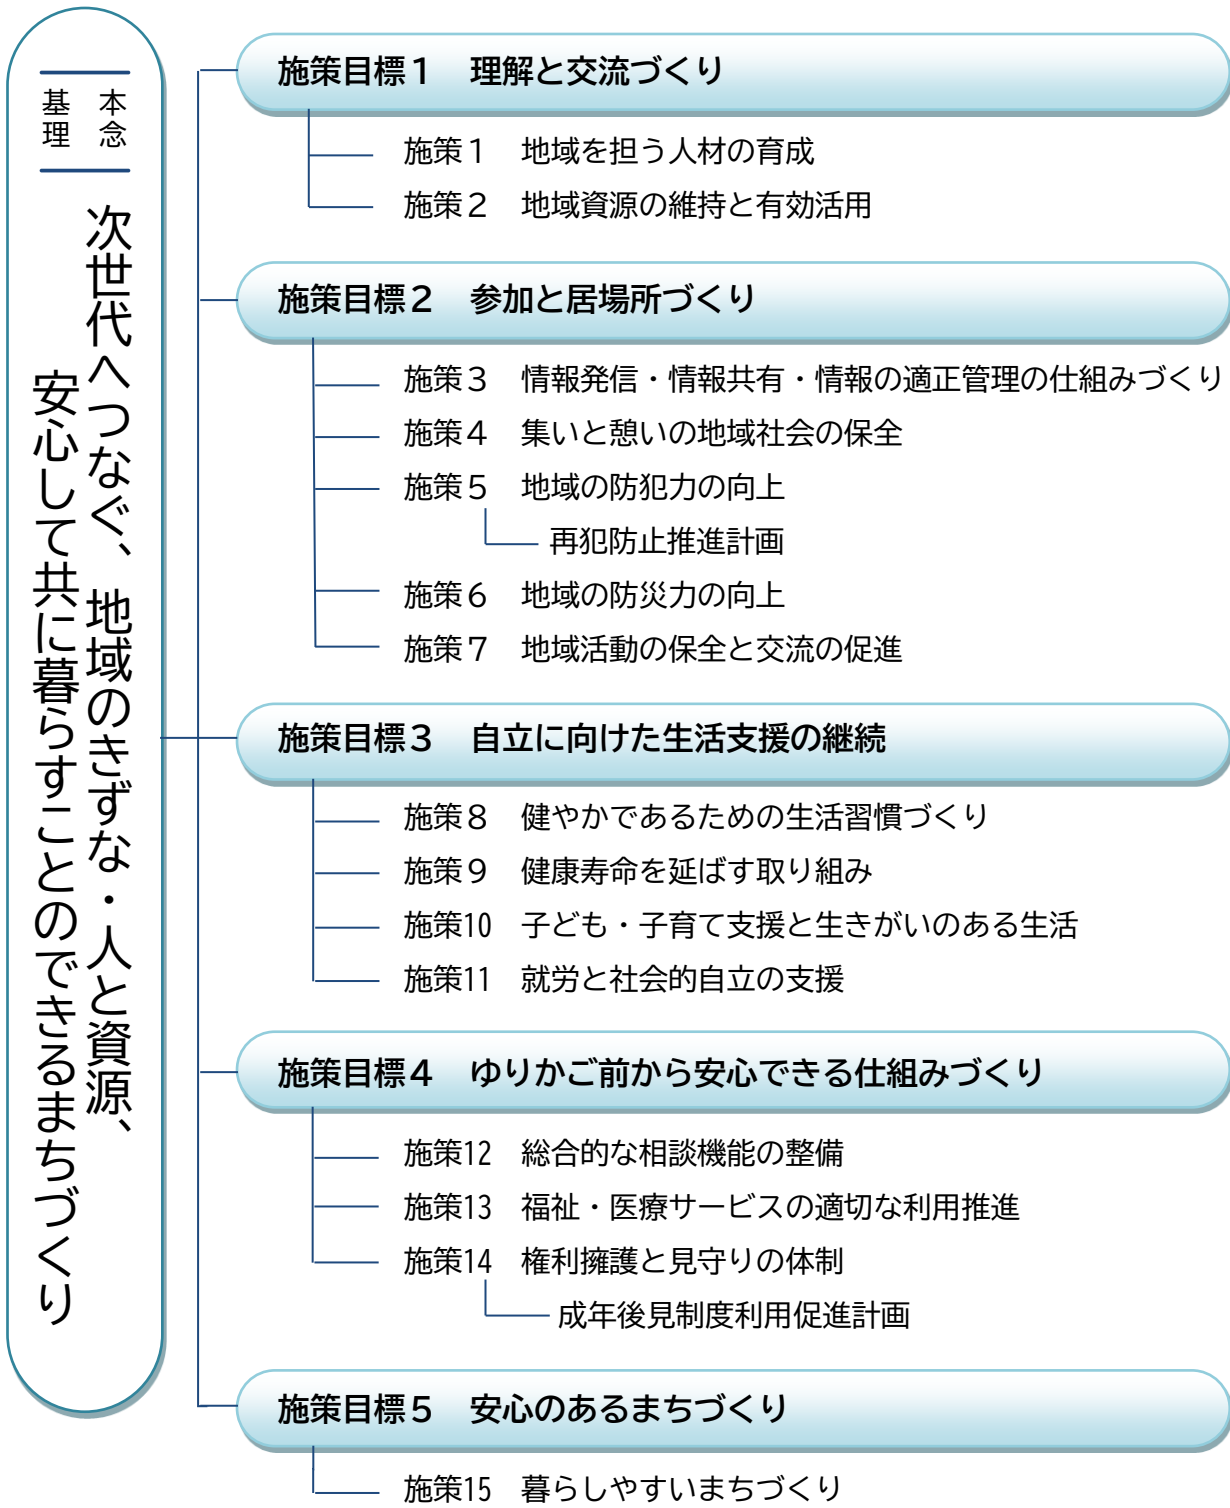 基本
理念
次世代へつなぐ、地域のきずな・人と資源、
安心して共に暮らすことのできるまちづくり
施策目標１　理解と交流づくり
施策１　地域を担う人材の育成
施策２　地域資源の維持と有効活用
施策目標２　参加と居場所づくり
施策３　情報発信・情報共有・情報の適正管理の仕組みづくり
施策４　集いと憩いの地域社会の保全
施策５　地域の防犯力の向上
再犯防止推進計画
施策６　地域の防災力の向上
施策７　地域活動の保全と交流の促進
施策目標３　自立に向けた生活支援の継続
施策８　健やかであるための生活習慣づくり
施策９　健康寿命を延ばす取り組み
施策10　子ども・子育て支援と生きがいのある生活
施策11　就労と社会的自立の支援
施策目標４　ゆりかご前から安心できる仕組みづくり
施策12　総合的な相談機能の整備
施策13　福祉・医療サービスの適切な利用推進
施策14　権利擁護と見守りの体制
成年後見制度利用促進計画
施策目標５　安心のあるまちづくり
施策15　暮らしやすいまちづくり